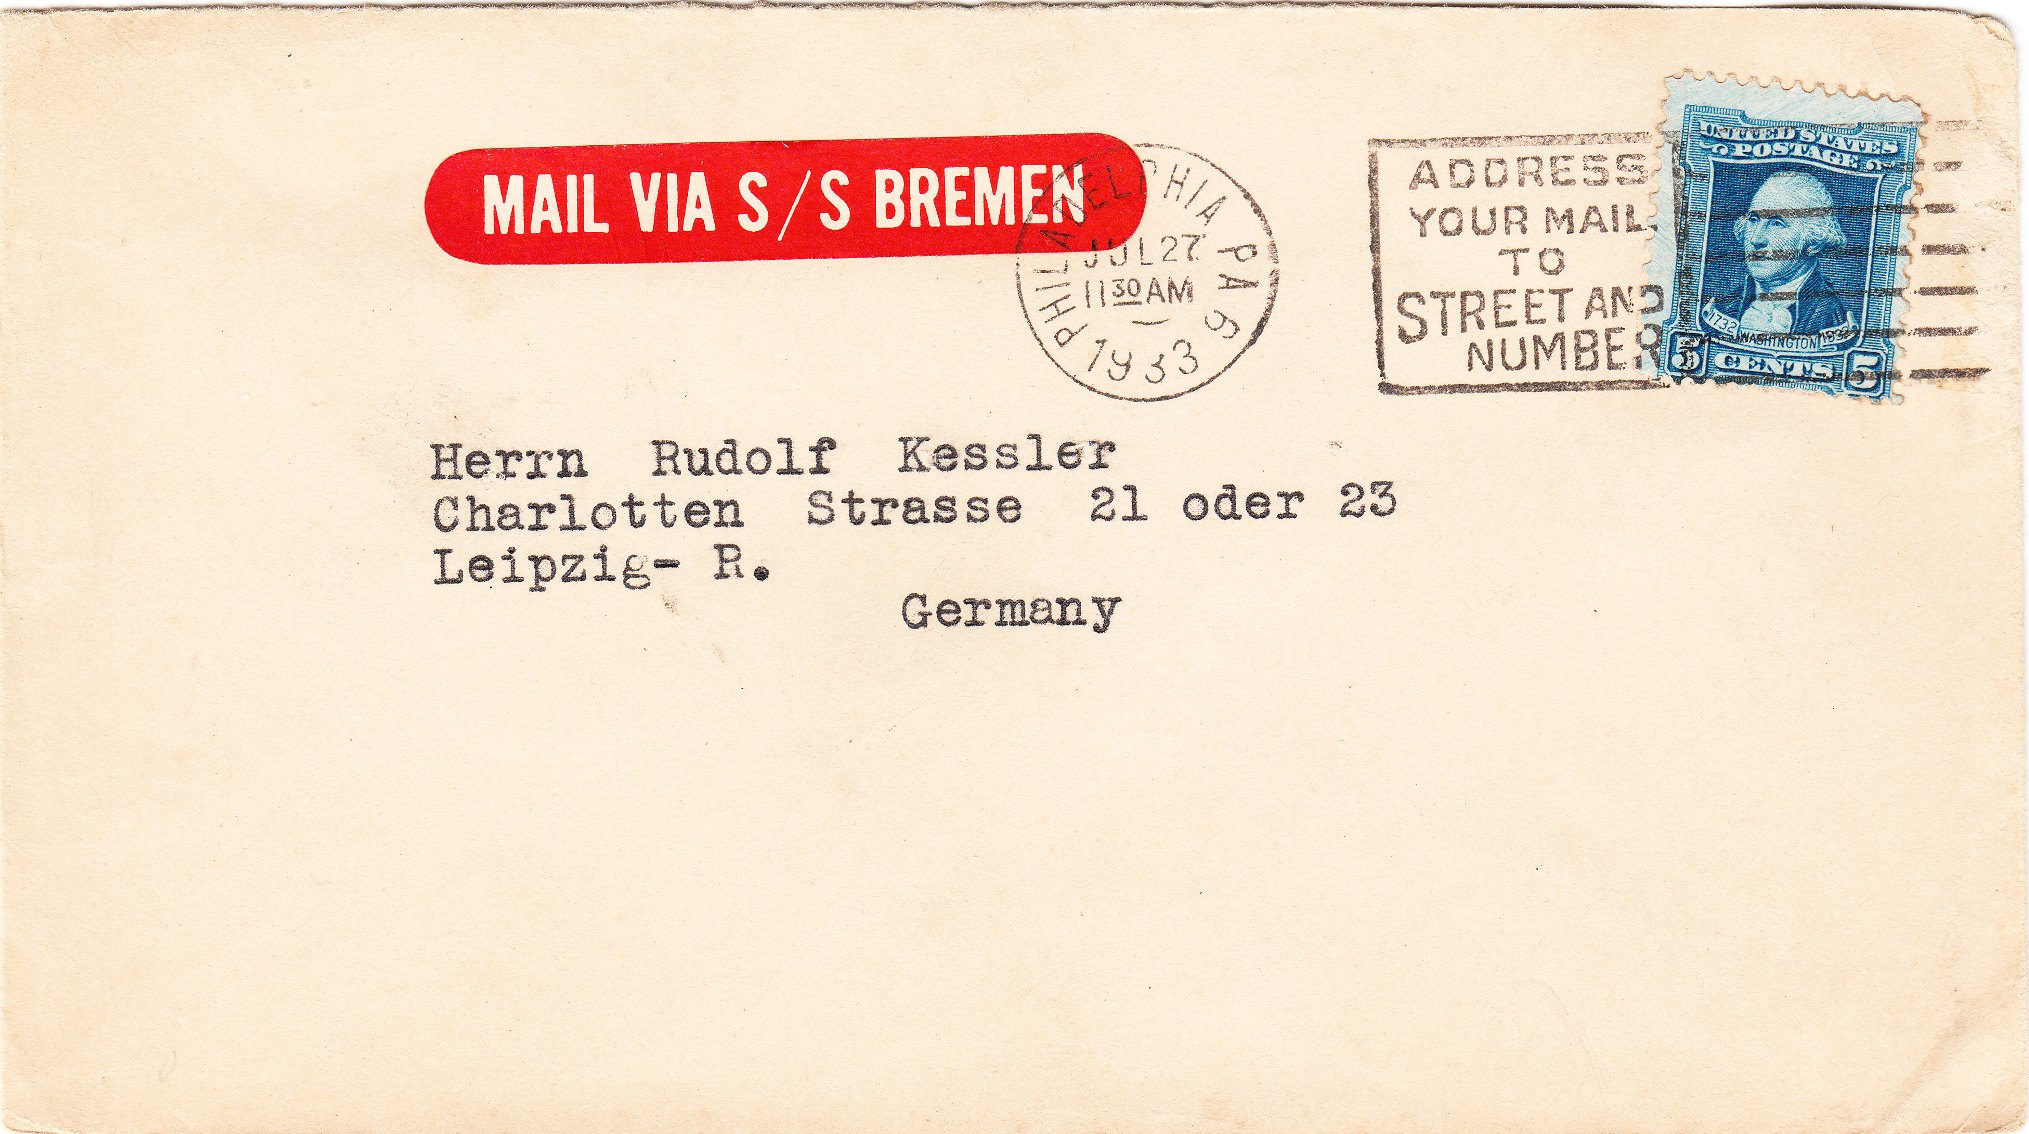 MAIL VIA S/S BREMEN
PHILADELPHIA PA 6
JUL 27
11 30 AM
1933
ADDRESS
YOUR MAIL
TO
STREET AND
NUMBER
UNITED STATES
POSTAGE
1732 WASHINGTON 1932
5 CENTS 5
Herrn Rudolf Kessler
Charlotten Strasse 21 oder 23
Leipzig- R.
Germany